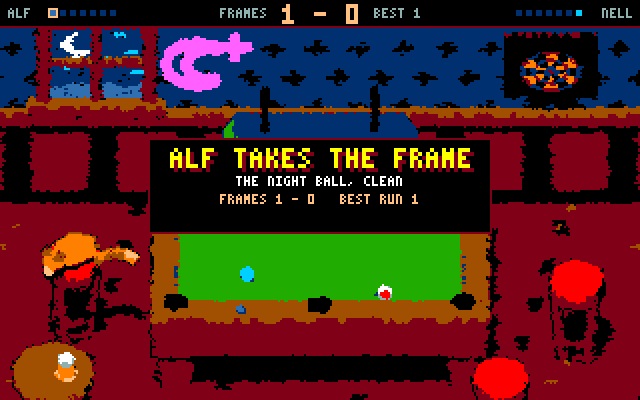 ALF FRAMES 1 - 0 BEST 1 NELL
ALF TAKES THE FRAME
THE NIGHT BALL, CLEAN
FRAMES 1 - 0 BEST RUN 1